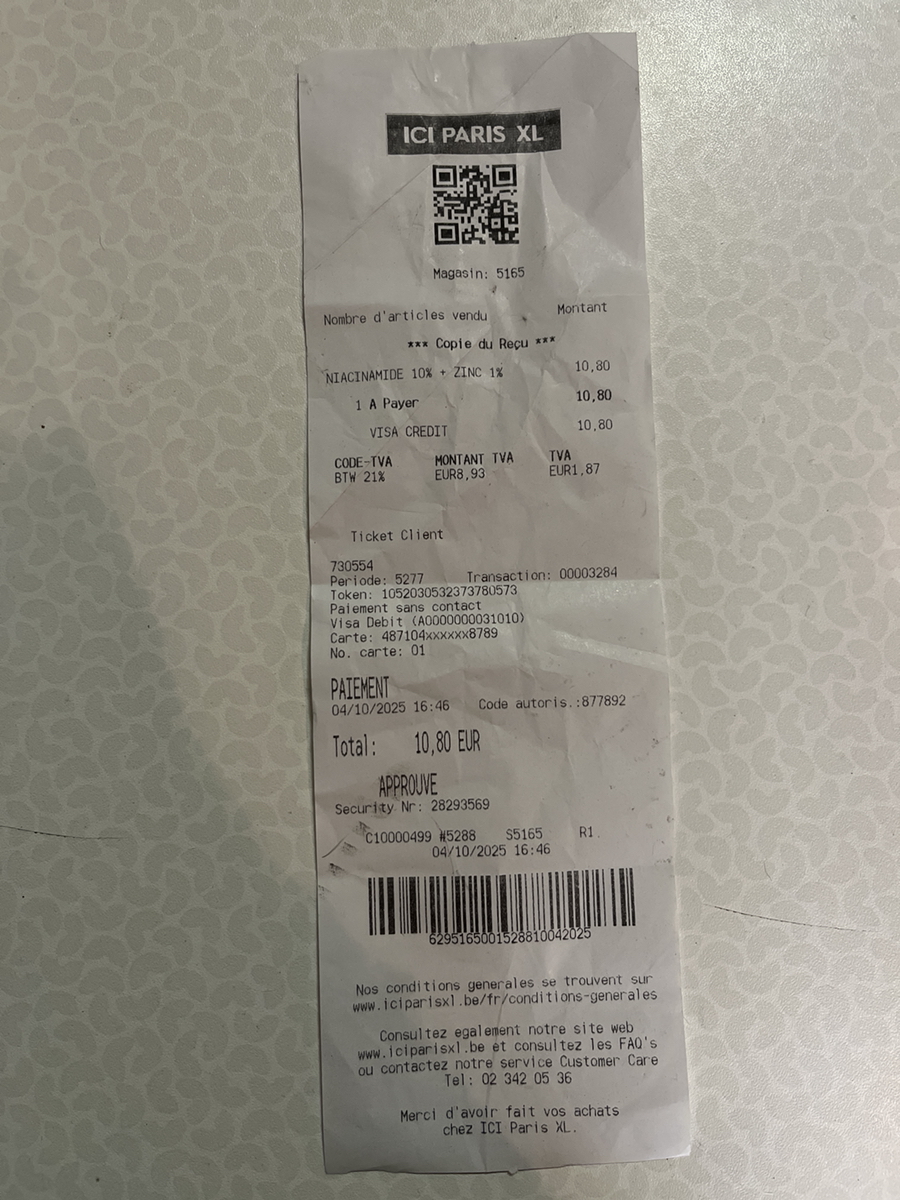 ICI PARIS XL
Magasin: 5165
Nombre d'articles vendu Montant
*** Copie du Reçu ***
NIACINAMIDE 10% + ZINC 1% 10,80
1 A Payer 10,80
VISA CREDIT 10,80
CODE-TVA MONTANT TVA TVA
BTW 21% EUR8,93 EUR1,87
Ticket Client
730554
Periode: 5277 Transaction: 00003284
Token: 1052030532373780573
Paiement sans contact
Visa Debit (A0000000031010)
Carte: 487104xxxxxx8789
No. carte: 01
PAIEMENT
04/10/2025 16:46 Code autoris.:877892
Total: 10,80 EUR
APPROUVE
Security Nr: 28293569
C10000499 #5288 S5165 R1
04/10/2025 16:46
6295165001528810042025
Nos conditions generales se trouvent sur
www.iciparisxl.be/fr/conditions-generales
Consultez egalement notre site web
www.iciparisxl.be et consultez les FAQ's
ou contactez notre service Customer Care
Tel: 02 342 05 36
Merci d'avoir fait vos achats
chez ICI Paris XL.